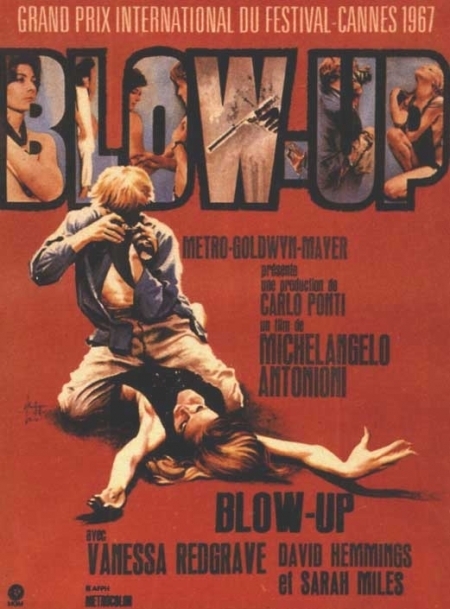 GRAND PRIX INTERNATIONAL DU FESTIVAL-CANNES 1967
BLOW-UP
METRO-GOLDWYN-MAYER
présente
une production de
CARLO PONTI
un film de
MICHELANGELO
ANTONIONI
BLOW-UP
avec
VANESSA REDGRAVE DAVID HEMMINGS
et SARAH MILES
METROCOLOR